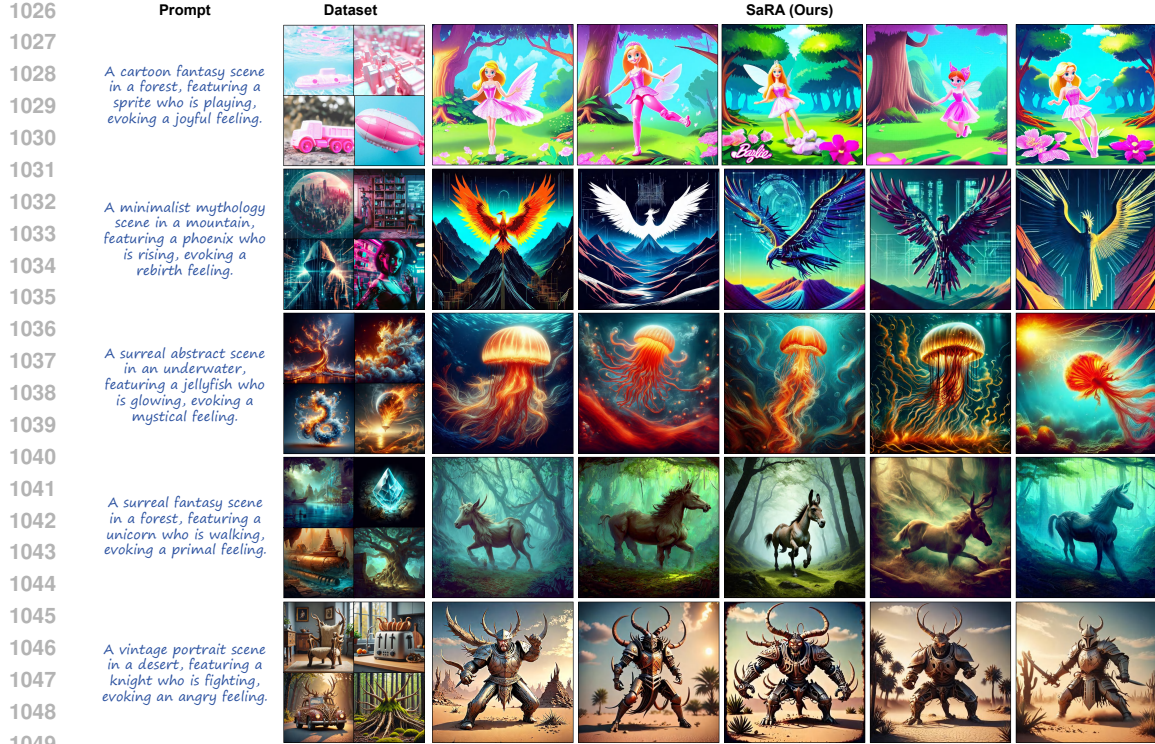 Prompt
Dataset
SaRA (Ours)
1026
1027
1028
A cartoon fantasy scene
in a forest, featuring a
sprite who is playing,
evoking a joyful feeling.
1029
1030
Barbie
1031
1032
A minimalist mythology
scene in a mountain,
featuring a phoenix who
is rising, evoking a
rebirth feeling.
1033
1034
1035
1036
1037
A surreal abstract scene
in an underwater,
featuring a jellyfish who
is glowing, evoking a
mystical feeling.
1038
1039
1040
1041
1042
A surreal fantasy scene
in a forest, featuring a
unicorn who is walking,
evoking a primal feeling.
1043
1044
1045
1046
A vintage portrait scene
in a desert, featuring a
knight who is fighting,
evoking an angry feeling.
1047
1048
1049